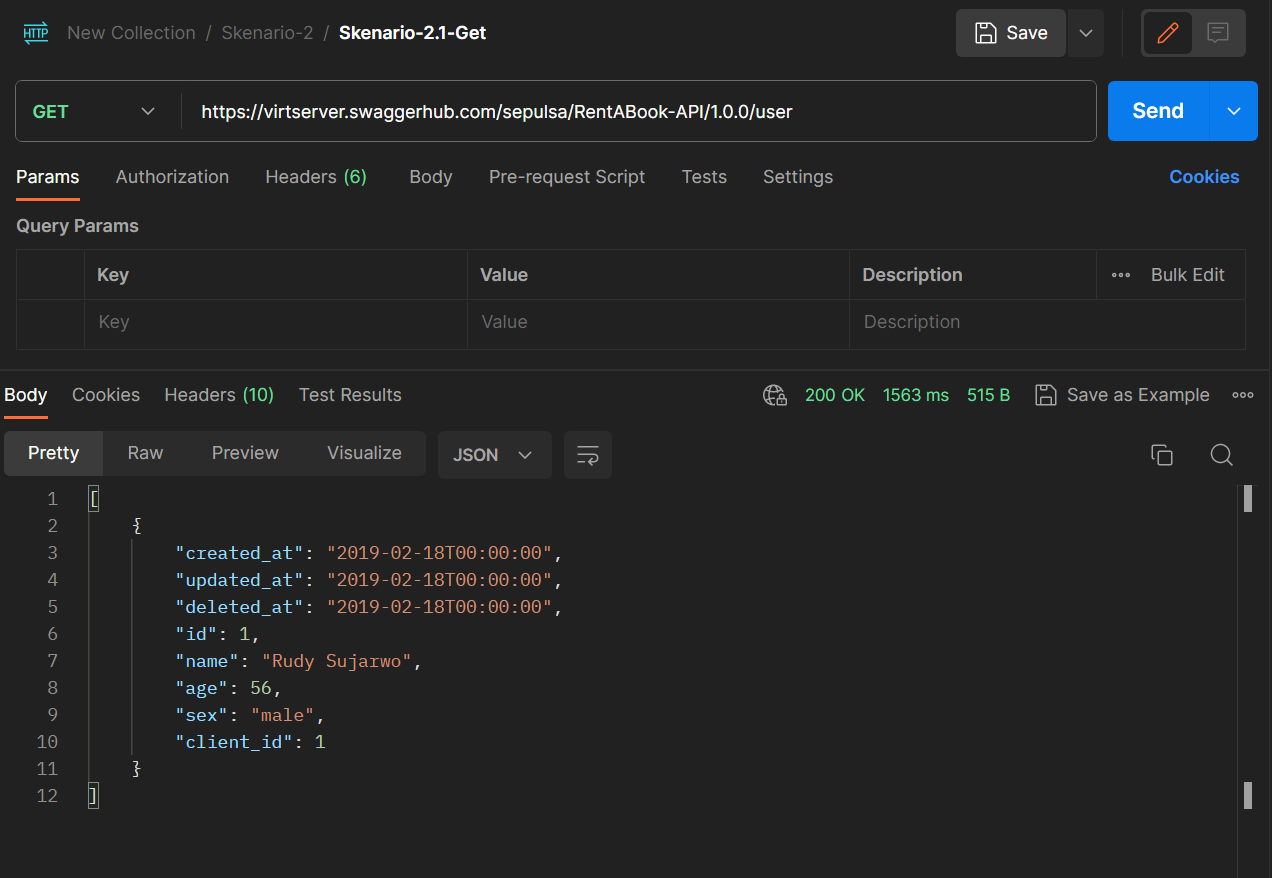 HTTP New Collection / Skenario-2 / Skenario-2.1-Get Save
GET https://virtserver.swaggerhub.com/sepulsa/RentABook-API/1.0.0/user Send
Params Authorization Headers (6) Body Pre-request Script Tests Settings Cookies
Query Params
Key Value Description Bulk Edit
Key Value Description
Body Cookies Headers (10) Test Results 200 OK 1563 ms 515 B Save as Example
Pretty Raw Preview Visualize JSON
1 [
2 {
3 "created_at": "2019-02-18T00:00:00",
4 "updated_at": "2019-02-18T00:00:00",
5 "deleted_at": "2019-02-18T00:00:00",
6 "id": 1,
7 "name": "Rudy Sujarwo",
8 "age": 56,
9 "sex": "male",
10 "client_id": 1
11 }
12 ]